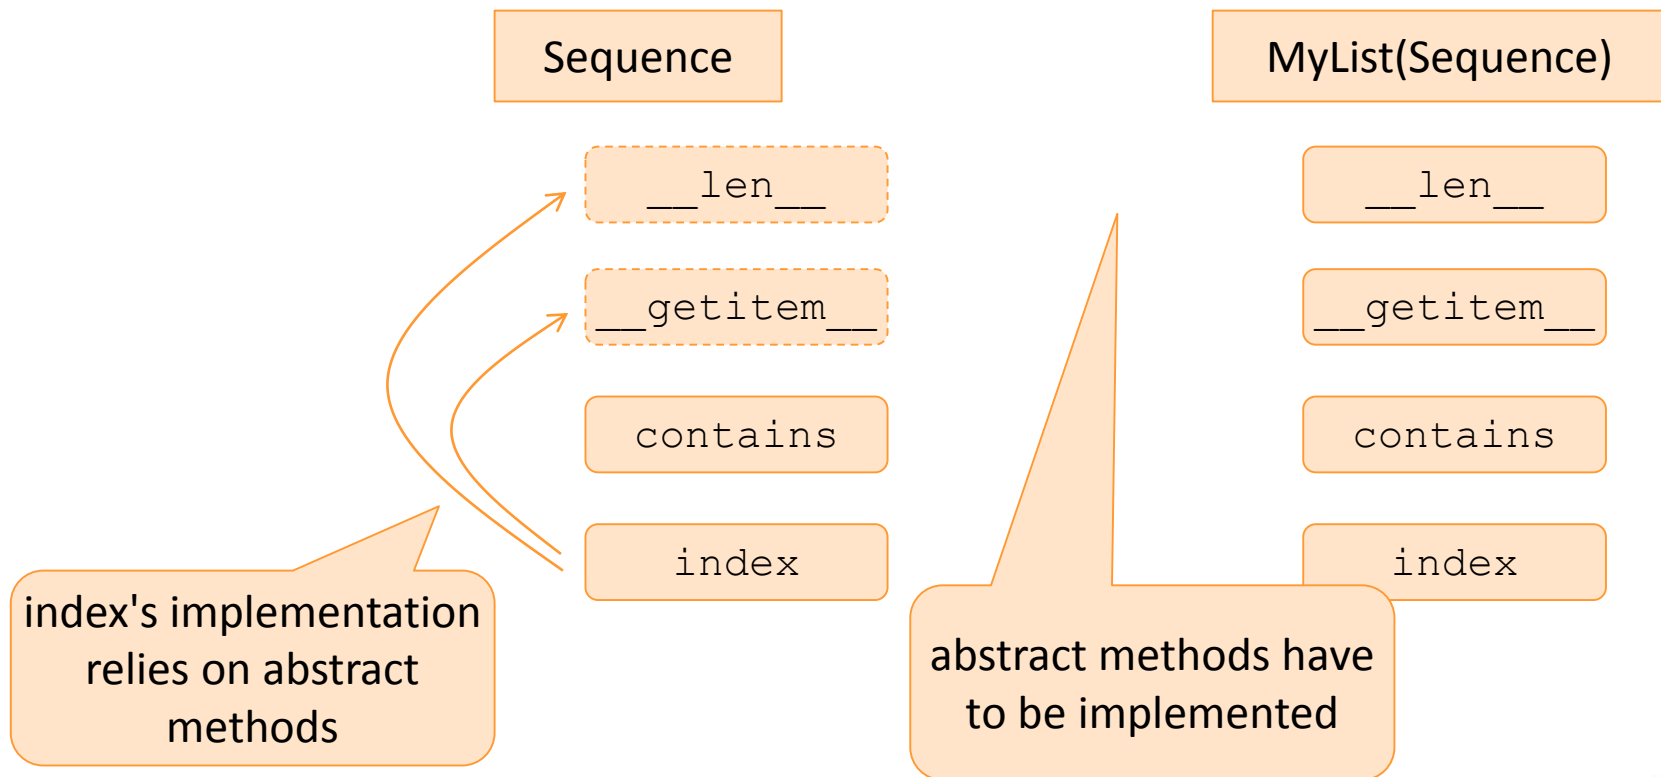 Sequence
MyList(Sequence)
__len__
__len__
__getitem__
__getitem__
contains
contains
index
index
index's implementation
relies on abstract
methods
abstract methods have
to be implemented